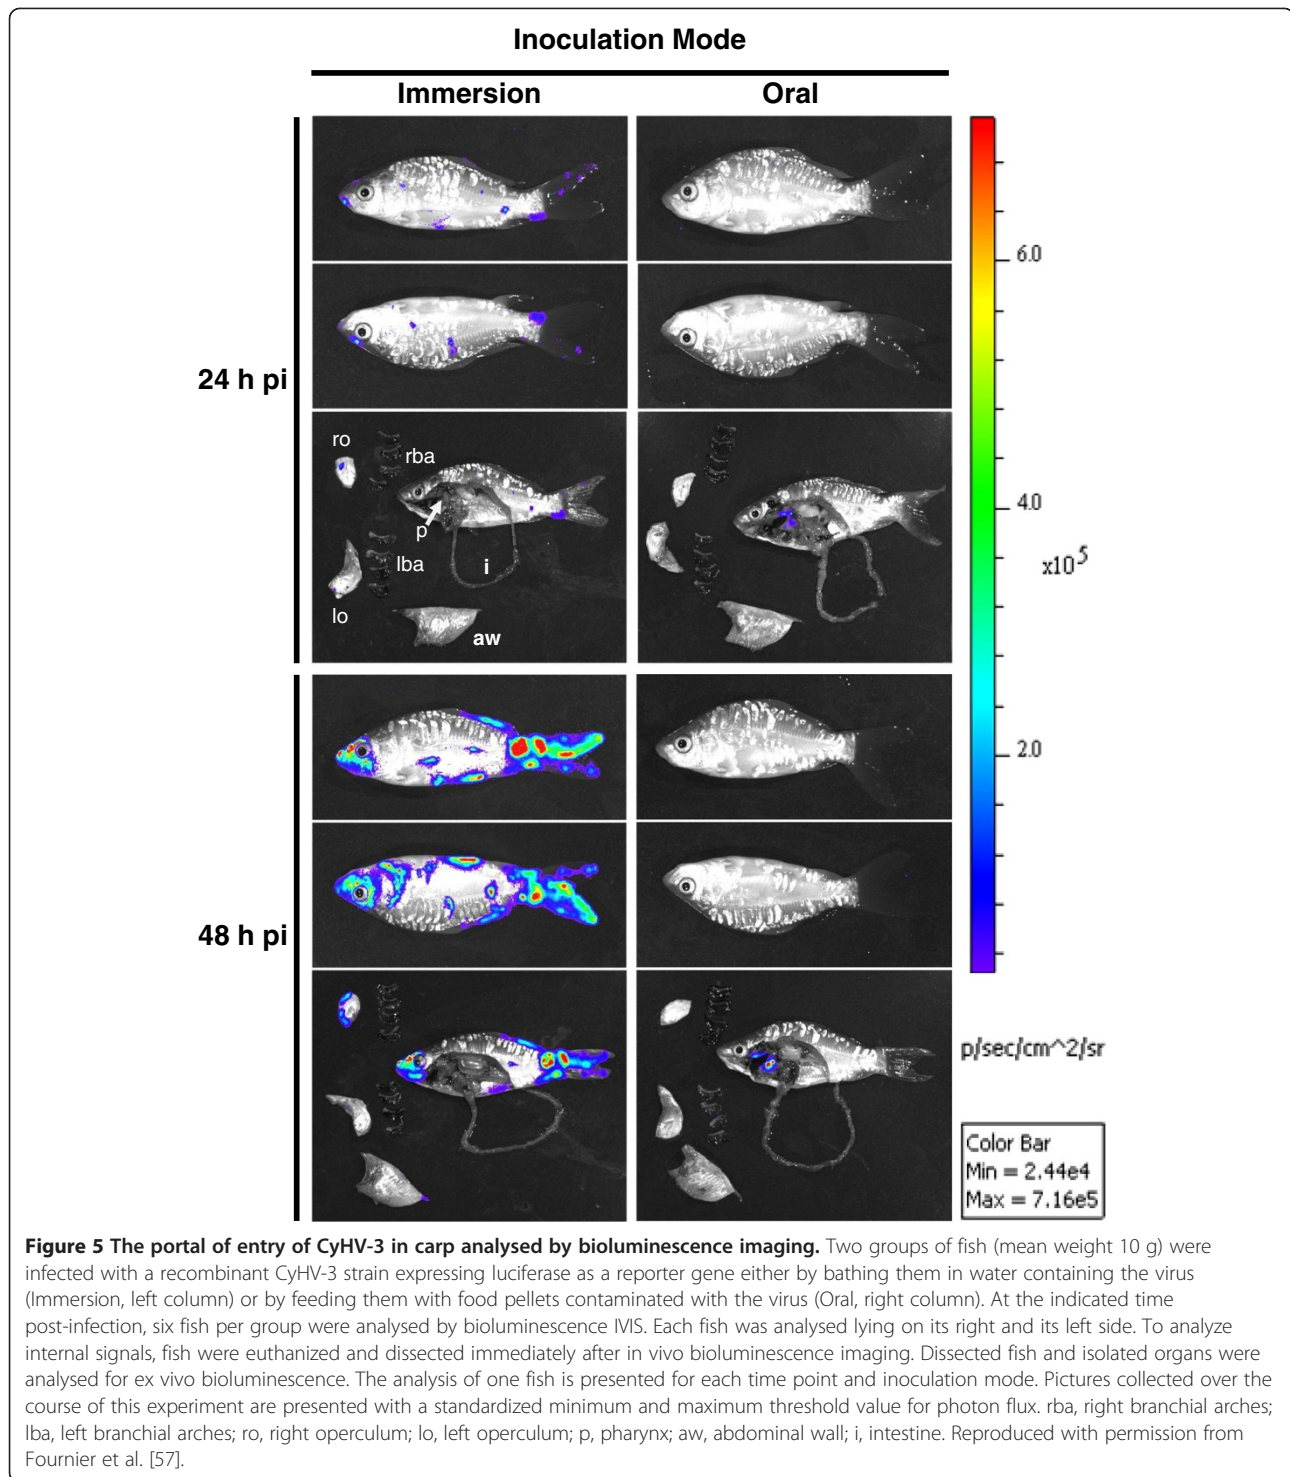 Inoculation Mode
Immersion
Oral
24 h pi
ro
rba
p
lba
i
lo
aw
48 h pi
6.0
4.0
x10^5
2.0
p/sec/cm^2/sr
Color Bar
Min = 2.44e4
Max = 7.16e5
Figure 5 The portal of entry of CyHV-3 in carp analysed by bioluminescence imaging. Two groups of fish (mean weight 10 g) were
infected with a recombinant CyHV-3 strain expressing luciferase as a reporter gene either by bathing them in water containing the virus
(Immersion, left column) or by feeding them with food pellets contaminated with the virus (Oral, right column). At the indicated time
post-infection, six fish per group were analysed by bioluminescence IVIS. Each fish was analysed lying on its right and its left side. To analyze
internal signals, fish were euthanized and dissected immediately after in vivo bioluminescence imaging. Dissected fish and isolated organs were
analysed for ex vivo bioluminescence. The analysis of one fish is presented for each time point and inoculation mode. Pictures collected over the
course of this experiment are presented with a standardized minimum and maximum threshold value for photon flux. rba, right branchial arches;
lba, left branchial arches; ro, right operculum; lo, left operculum; p, pharynx; aw, abdominal wall; i, intestine. Reproduced with permission from
Fournier et al. [57].